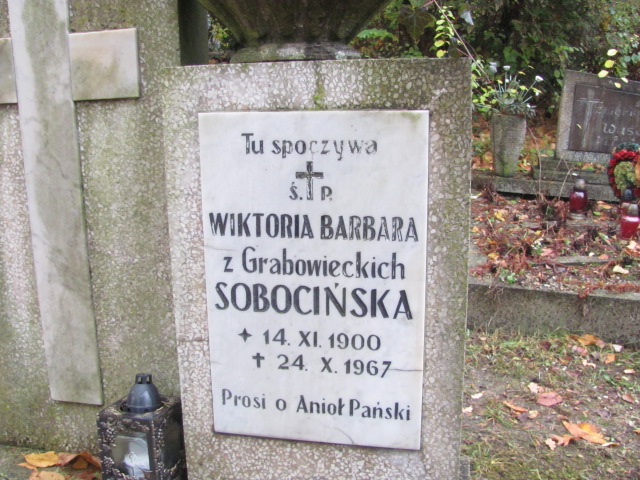 Tu spoczywa
Ś. P.
WIKTORIA BARBARA
z Grabowieckich
SOBOCIŃSKA
14. XI. 1900
24. X. 1967
Prosi o Anioł Pański